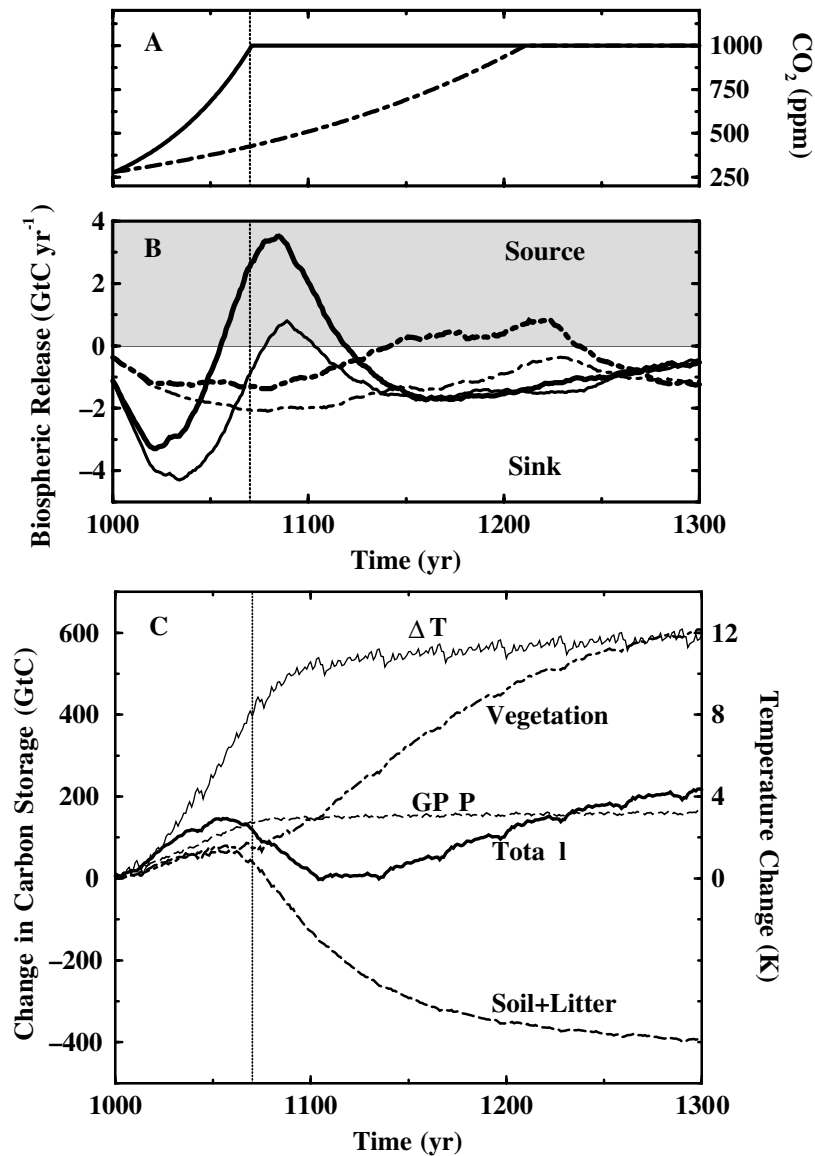 A
1000
750
500
250
CO2 (ppm)
B
Source
Sink
4
2
0
−2
−4
Biospheric Release (GtC yr-1)
1000
1100
1200
1300
Time (yr)
C
Δ T
Vegetation
GP P
Tota l
Soil+Litter
600
400
200
0
−200
−400
Change in Carbon Storage (GtC)
12
8
4
0
Temperature Change (K)
1000
1100
1200
1300
Time (yr)